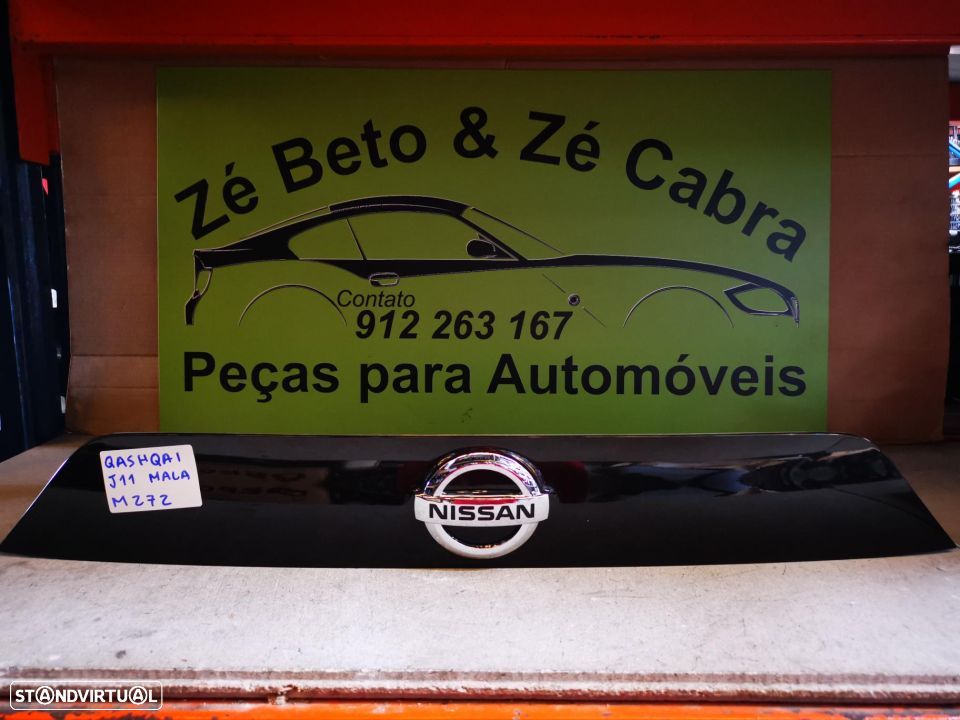 Zé Beto & Zé Cabra
Contato
912 263 167
Peças para Automóveis
QASHQAI
J11 MALA
M272
NISSAN
STANDVIRTUAL